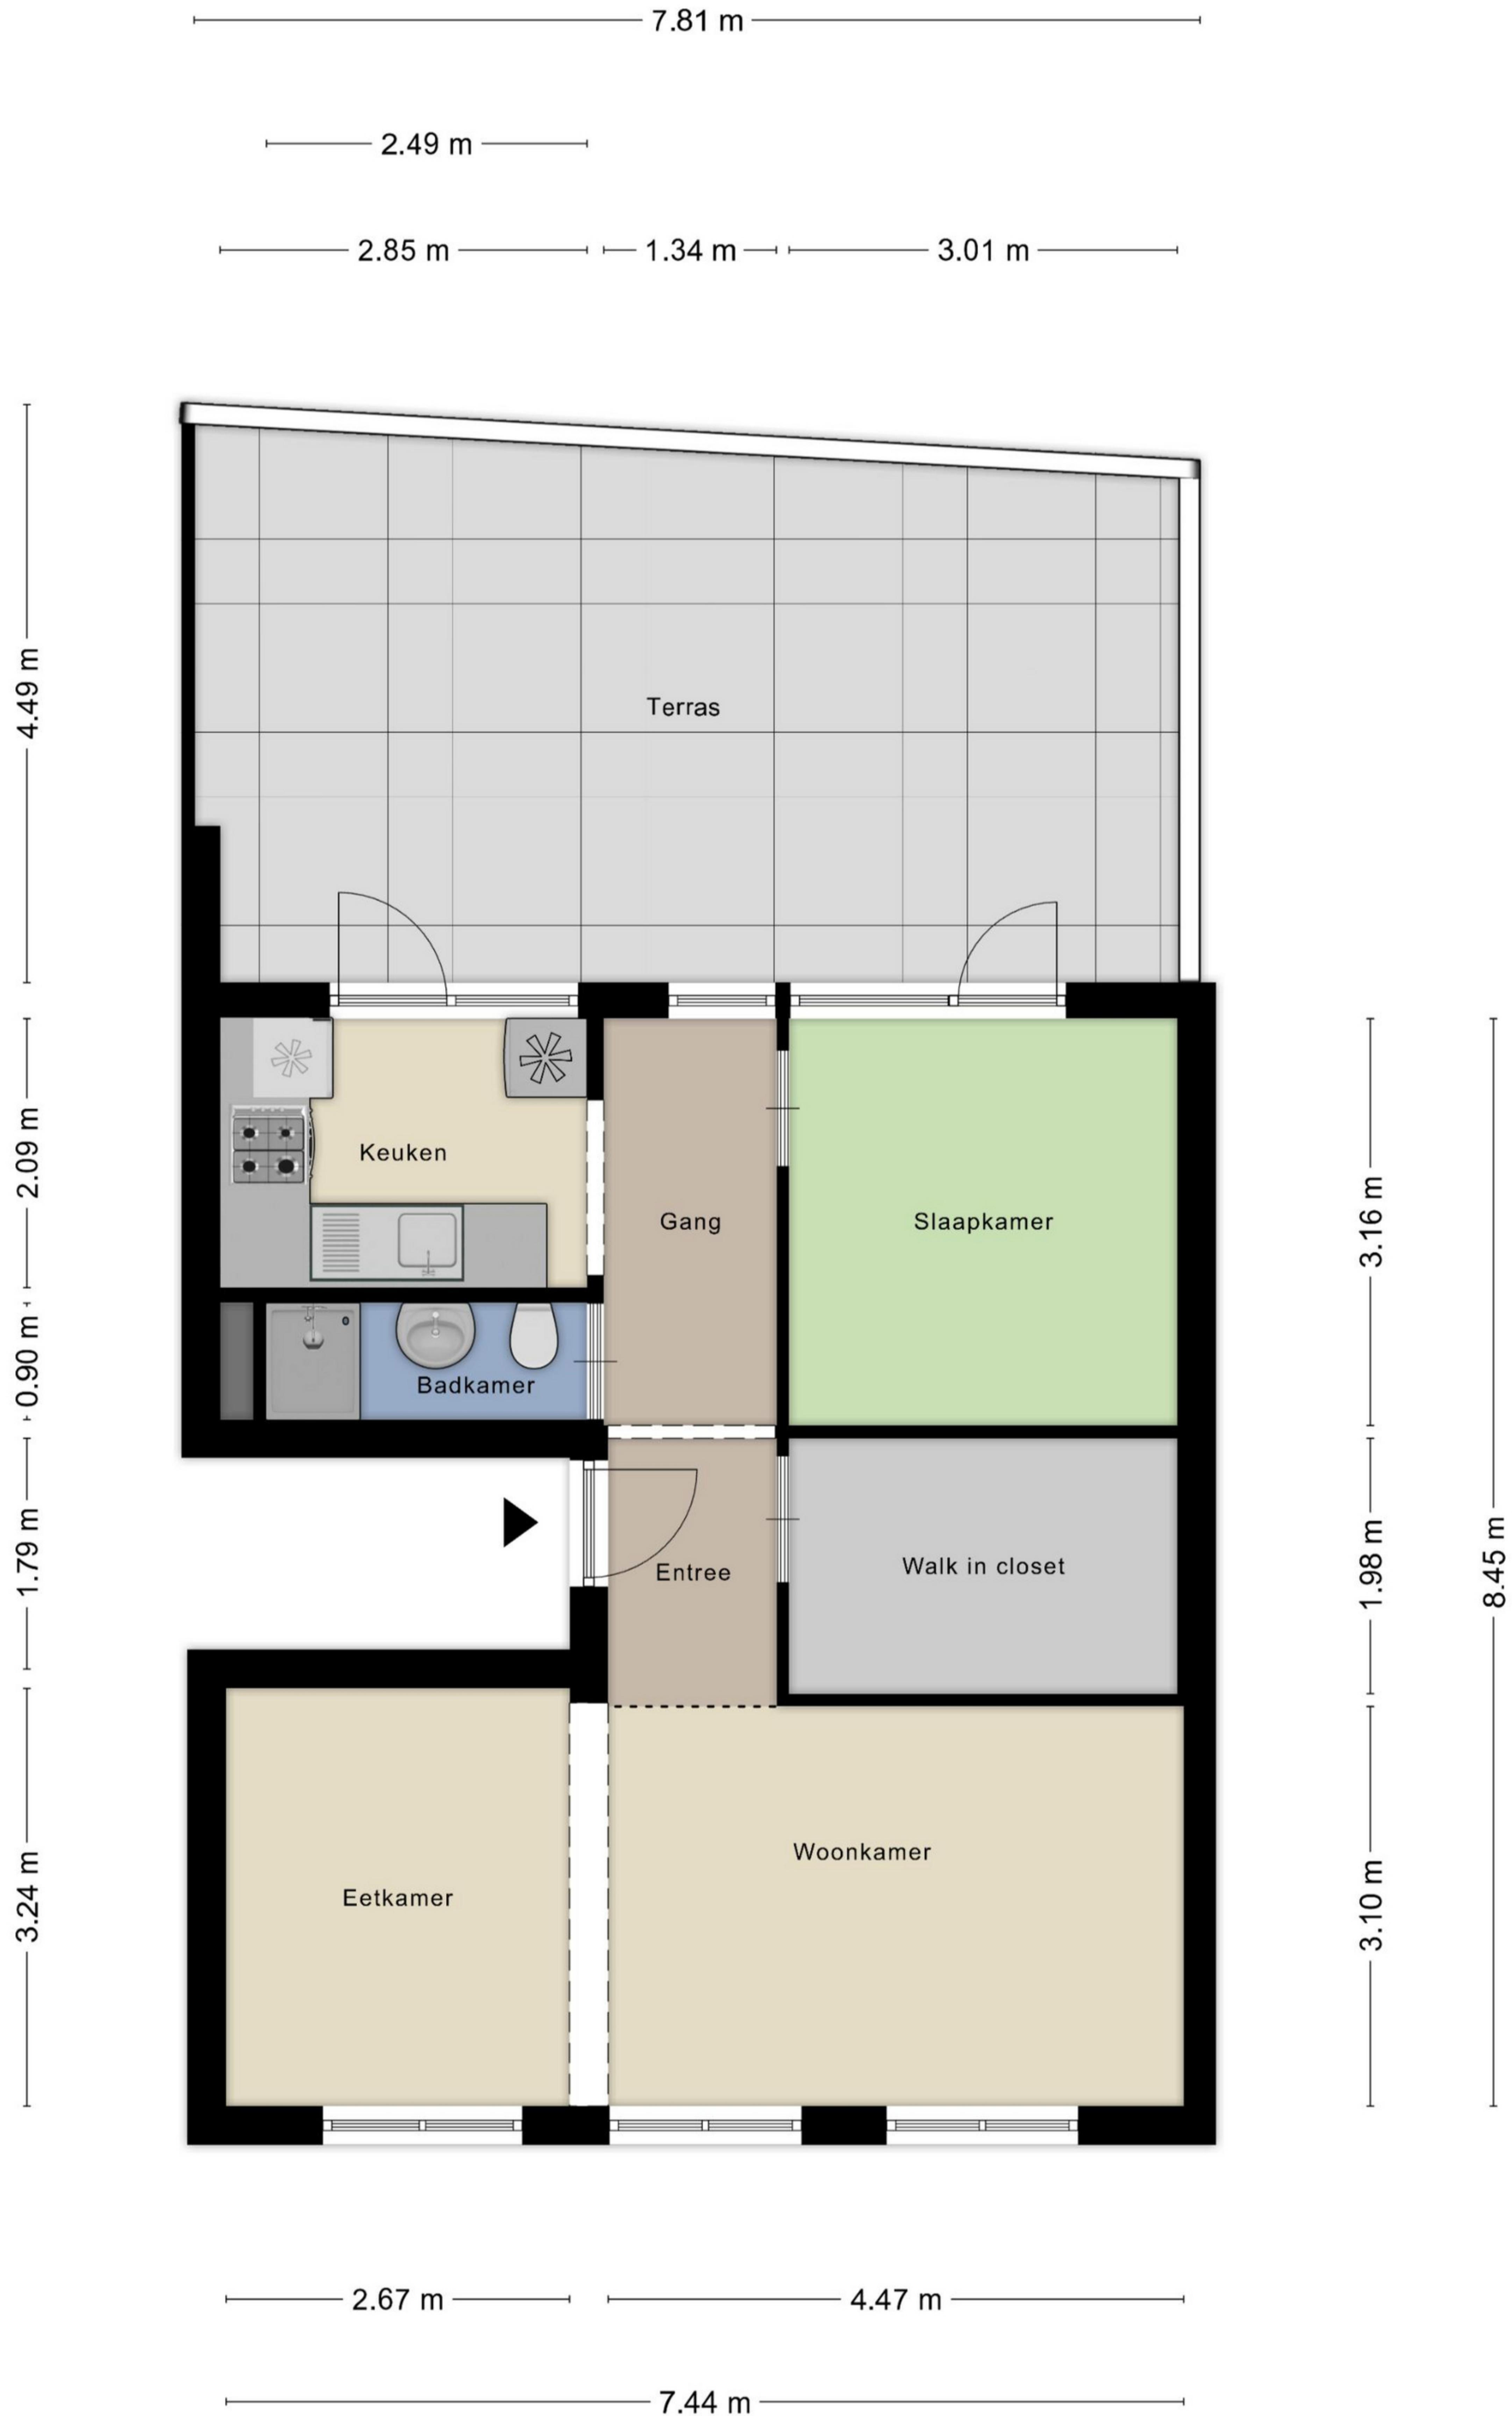 7.81 m
2.49 m
2.85 m
1.34 m
3.01 m
4.49 m
Terras
2.09 m
Keuken
Gang
Slaapkamer
3.16 m
0.90 m
Badkamer
1.79 m
Entree
Walk in closet
1.98 m
8.45 m
3.24 m
Eetkamer
Woonkamer
3.10 m
2.67 m
4.47 m
7.44 m